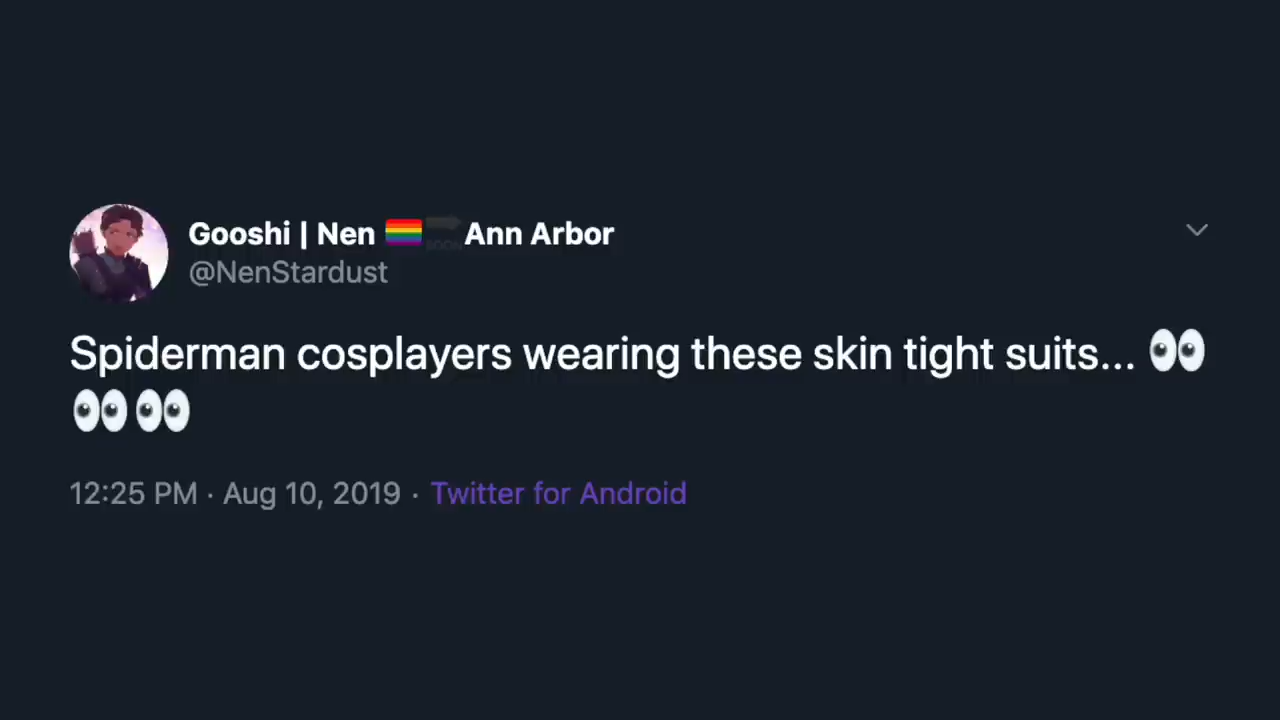 Gooshi | Nen 🏳️‍🌈🔜Ann Arbor
@NenStardust
Spiderman cosplayers wearing these skin tight suits... 👀
👀👀
12:25 PM · Aug 10, 2019 · Twitter for Android